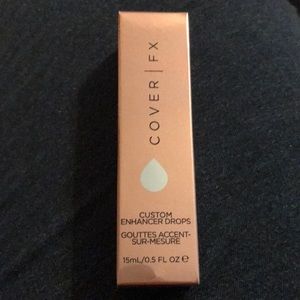 COVER | FX
CUSTOM
ENHANCER DROPS
GOUTTES ACCENT-
SUR-MESURE
15mL/0.5 FL OZ ℮